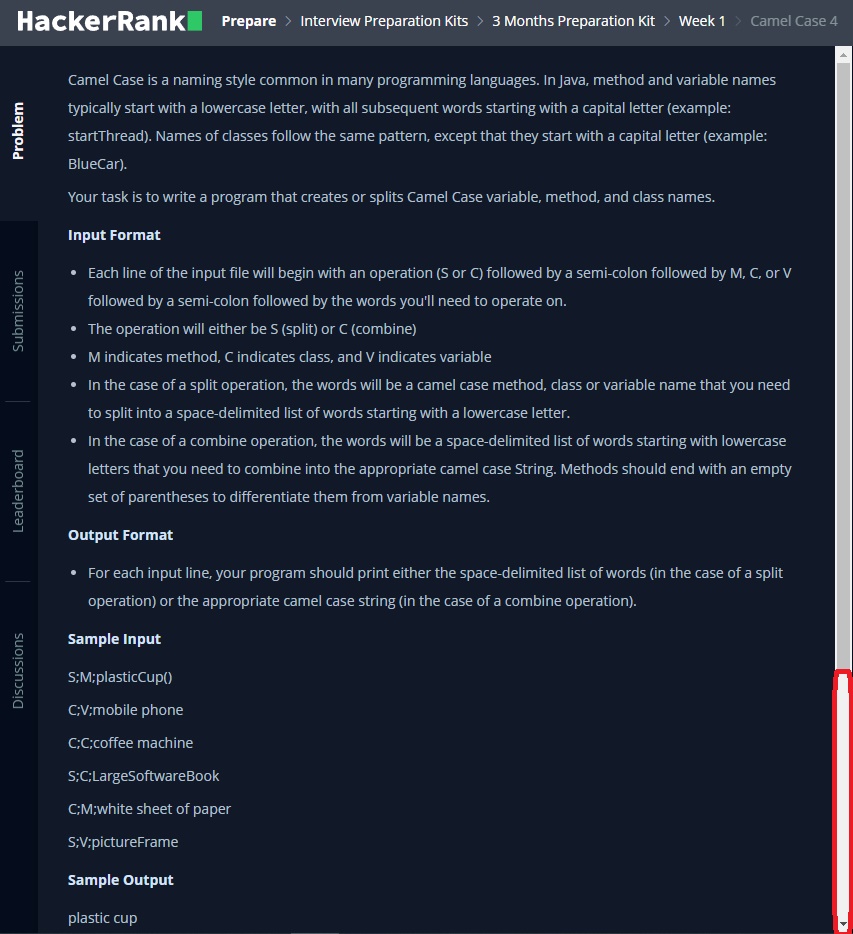 HackerRank Prepare > Interview Preparation Kits > 3 Months Preparation Kit > Week 1 > Camel Case 4
Problem
Submissions
Leaderboard
Discussions
Camel Case is a naming style common in many programming languages. In Java, method and variable names
typically start with a lowercase letter, with all subsequent words starting with a capital letter (example:
startThread). Names of classes follow the same pattern, except that they start with a capital letter (example:
BlueCar).
Your task is to write a program that creates or splits Camel Case variable, method, and class names.
Input Format
• Each line of the input file will begin with an operation (S or C) followed by a semi-colon followed by M, C, or V
followed by a semi-colon followed by the words you'll need to operate on.
• The operation will either be S (split) or C (combine)
• M indicates method, C indicates class, and V indicates variable
• In the case of a split operation, the words will be a camel case method, class or variable name that you need
to split into a space-delimited list of words starting with a lowercase letter.
• In the case of a combine operation, the words will be a space-delimited list of words starting with lowercase
letters that you need to combine into the appropriate camel case String. Methods should end with an empty
set of parentheses to differentiate them from variable names.
Output Format
• For each input line, your program should print either the space-delimited list of words (in the case of a split
operation) or the appropriate camel case string (in the case of a combine operation).
Sample Input
S;M;plasticCup()
C;V;mobile phone
C;C;coffee machine
S;C;LargeSoftwareBook
C;M;white sheet of paper
S;V;pictureFrame
Sample Output
plastic cup